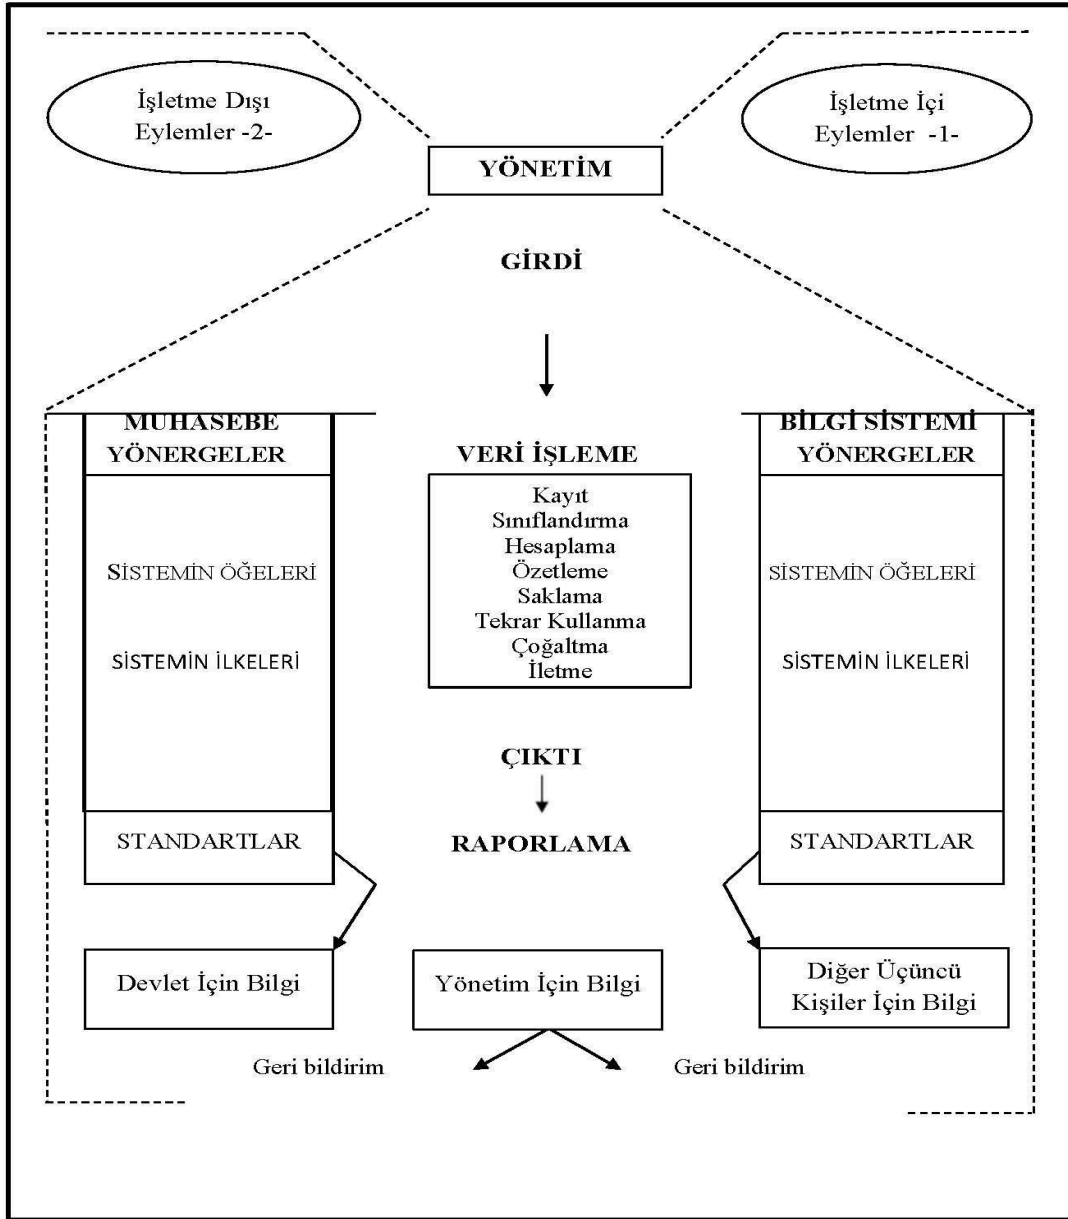 İşletme Dışı
Eylemler -2-
İşletme İçi
Eylemler -1-
YÖNETİM
GİRDİ
MUHASEBE
YÖNERGELER
SİSTEMİN ÖĞELERİ
SİSTEMİN İLKELERİ
STANDARTLAR
VERİ İŞLEME
Kayıt
Sınıflandırma
Hesaplama
Özetleme
Saklama
Tekrar Kullanma
Çoğaltma
İletme
ÇIKTI
RAPORLAMA
BİLGİ SİSTEMİ
YÖNERGELER
SİSTEMİN ÖĞELERİ
SİSTEMİN İLKELERİ
STANDARTLAR
Devlet İçin Bilgi
Yönetim İçin Bilgi
Diğer Üçüncü
Kişiler İçin Bilgi
Geri bildirim
Geri bildirim